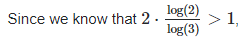 Since we know that 2 · log(2)/log(3) > 1,